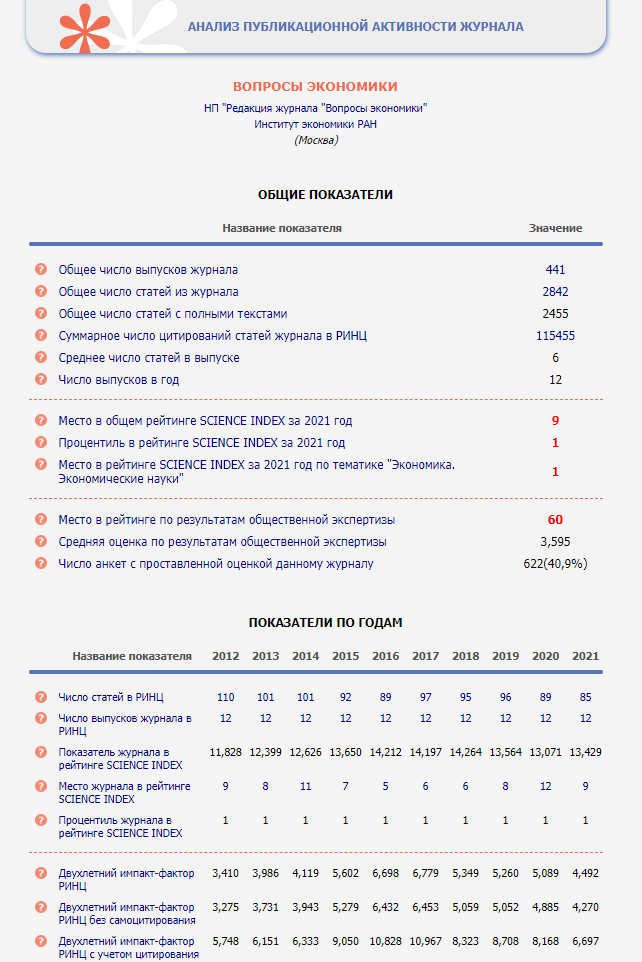 АНАЛИЗ ПУБЛИКАЦИОННОЙ АКТИВНОСТИ ЖУРНАЛА
ВОПРОСЫ ЭКОНОМИКИ
НП "Редакция журнала "Вопросы экономики"
Институт экономики РАН
(Москва)
ОБЩИЕ ПОКАЗАТЕЛИ
Название показателя Значение
? Общее число выпусков журнала 441
? Общее число статей из журнала 2842
? Общее число статей с полными текстами 2455
? Суммарное число цитирований статей журнала в РИНЦ 115455
? Среднее число статей в выпуске 6
? Число выпусков в год 12
? Место в общем рейтинге SCIENCE INDEX за 2021 год 9
? Процентиль в рейтинге SCIENCE INDEX за 2021 год 1
? Место в рейтинге SCIENCE INDEX за 2021 год по тематике "Экономика.
Экономические науки" 1
? Место в рейтинге по результатам общественной экспертизы 60
? Средняя оценка по результатам общественной экспертизы 3,595
? Число анкет с проставленной оценкой данному журналу 622(40,9%)
ПОКАЗАТЕЛИ ПО ГОДАМ
Название показателя 2012 2013 2014 2015 2016 2017 2018 2019 2020 2021
? Число статей в РИНЦ 110 101 101 92 89 97 95 96 89 85
? Число выпусков журнала в 12 12 12 12 12 12 12 12 12 12
РИНЦ
? Показатель журнала в 11,828 12,399 12,626 13,650 14,212 14,197 14,264 13,564 13,071 13,429
рейтинге SCIENCE INDEX
? Место журнала в рейтинге 9 8 11 7 5 6 6 8 12 9
SCIENCE INDEX
? Процентиль журнала в 1 1 1 1 1 1 1 1 1 1
рейтинге SCIENCE INDEX
? Двухлетний импакт-фактор 3,410 3,986 4,119 5,602 6,698 6,779 5,349 5,260 5,089 4,492
РИНЦ
? Двухлетний импакт-фактор 3,275 3,731 3,943 5,279 6,432 6,453 5,059 5,052 4,885 4,270
РИНЦ без самоцитирования
? Двухлетний импакт-фактор 5,748 6,151 6,333 9,050 10,828 10,967 8,323 8,708 8,168 6,697
РИНЦ с учетом цитирования